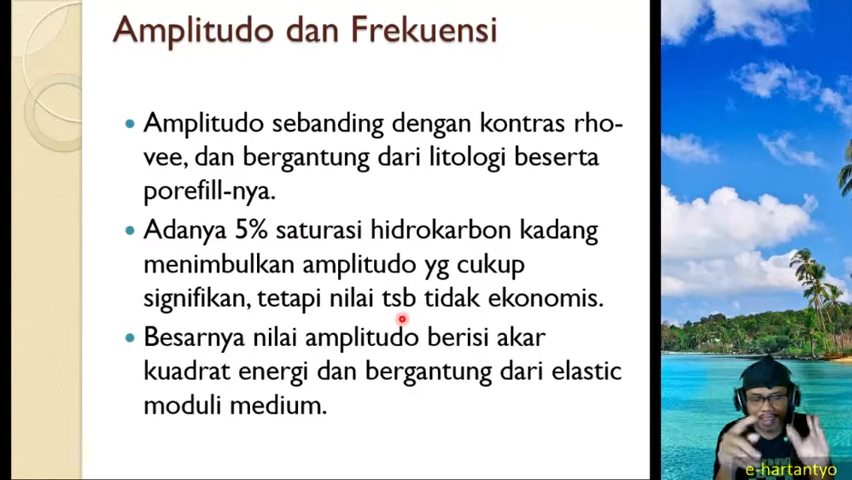 Amplitudo dan Frekuensi
Amplitudo sebanding dengan kontras rho-
vee, dan bergantung dari litologi beserta
porefill-nya.
Adanya 5% saturasi hidrokarbon kadang
menimbulkan amplitudo yg cukup
signifikan, tetapi nilai tsb tidak ekonomis.
Besarnya nilai amplitudo berisi akar
kuadrat energi dan bergantung dari elastic
moduli medium.
e-hartantyo